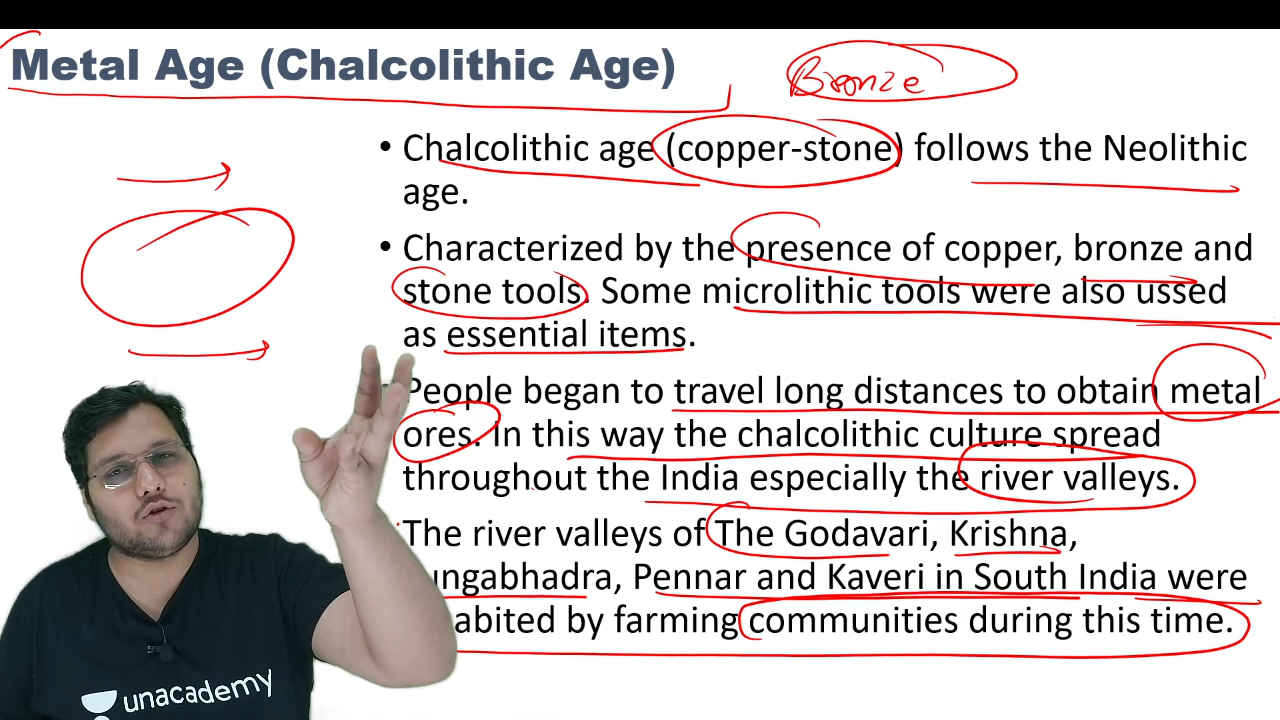 Metal Age (Chalcolithic Age)
Bronze
• Chalcolithic age (copper-stone) follows the Neolithic
age.
• Characterized by the presence of copper, bronze and
stone tools. Some microlithic tools were also ussed
as essential items.
People began to travel long distances to obtain metal
ores. In this way the chalcolithic culture spread
throughout the India especially the river valleys.
The river valleys of The Godavari, Krishna,
ungabhadra, Pennar and Kaveri in South India were
abited by farming communities during this time.
unacademy